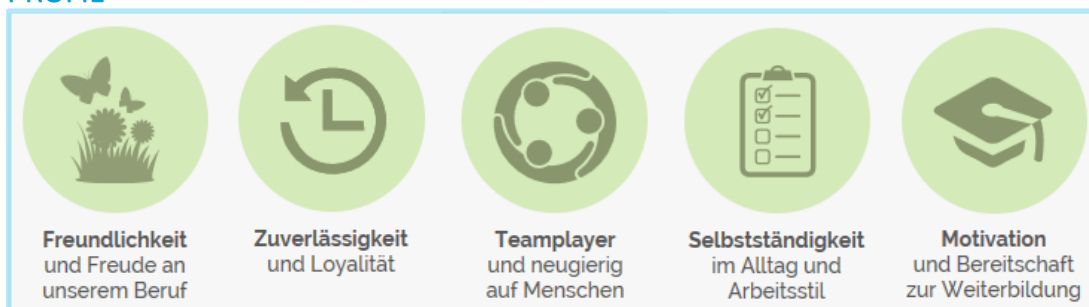 Freundlichkeit
und Freude an
unserem Beruf
Zuverlässigkeit
und Loyalität
Teamplayer
und neugierig
auf Menschen
Selbstständigkeit
im Alltag und
Arbeitsstil
Motivation
und Bereitschaft
zur Weiterbildung